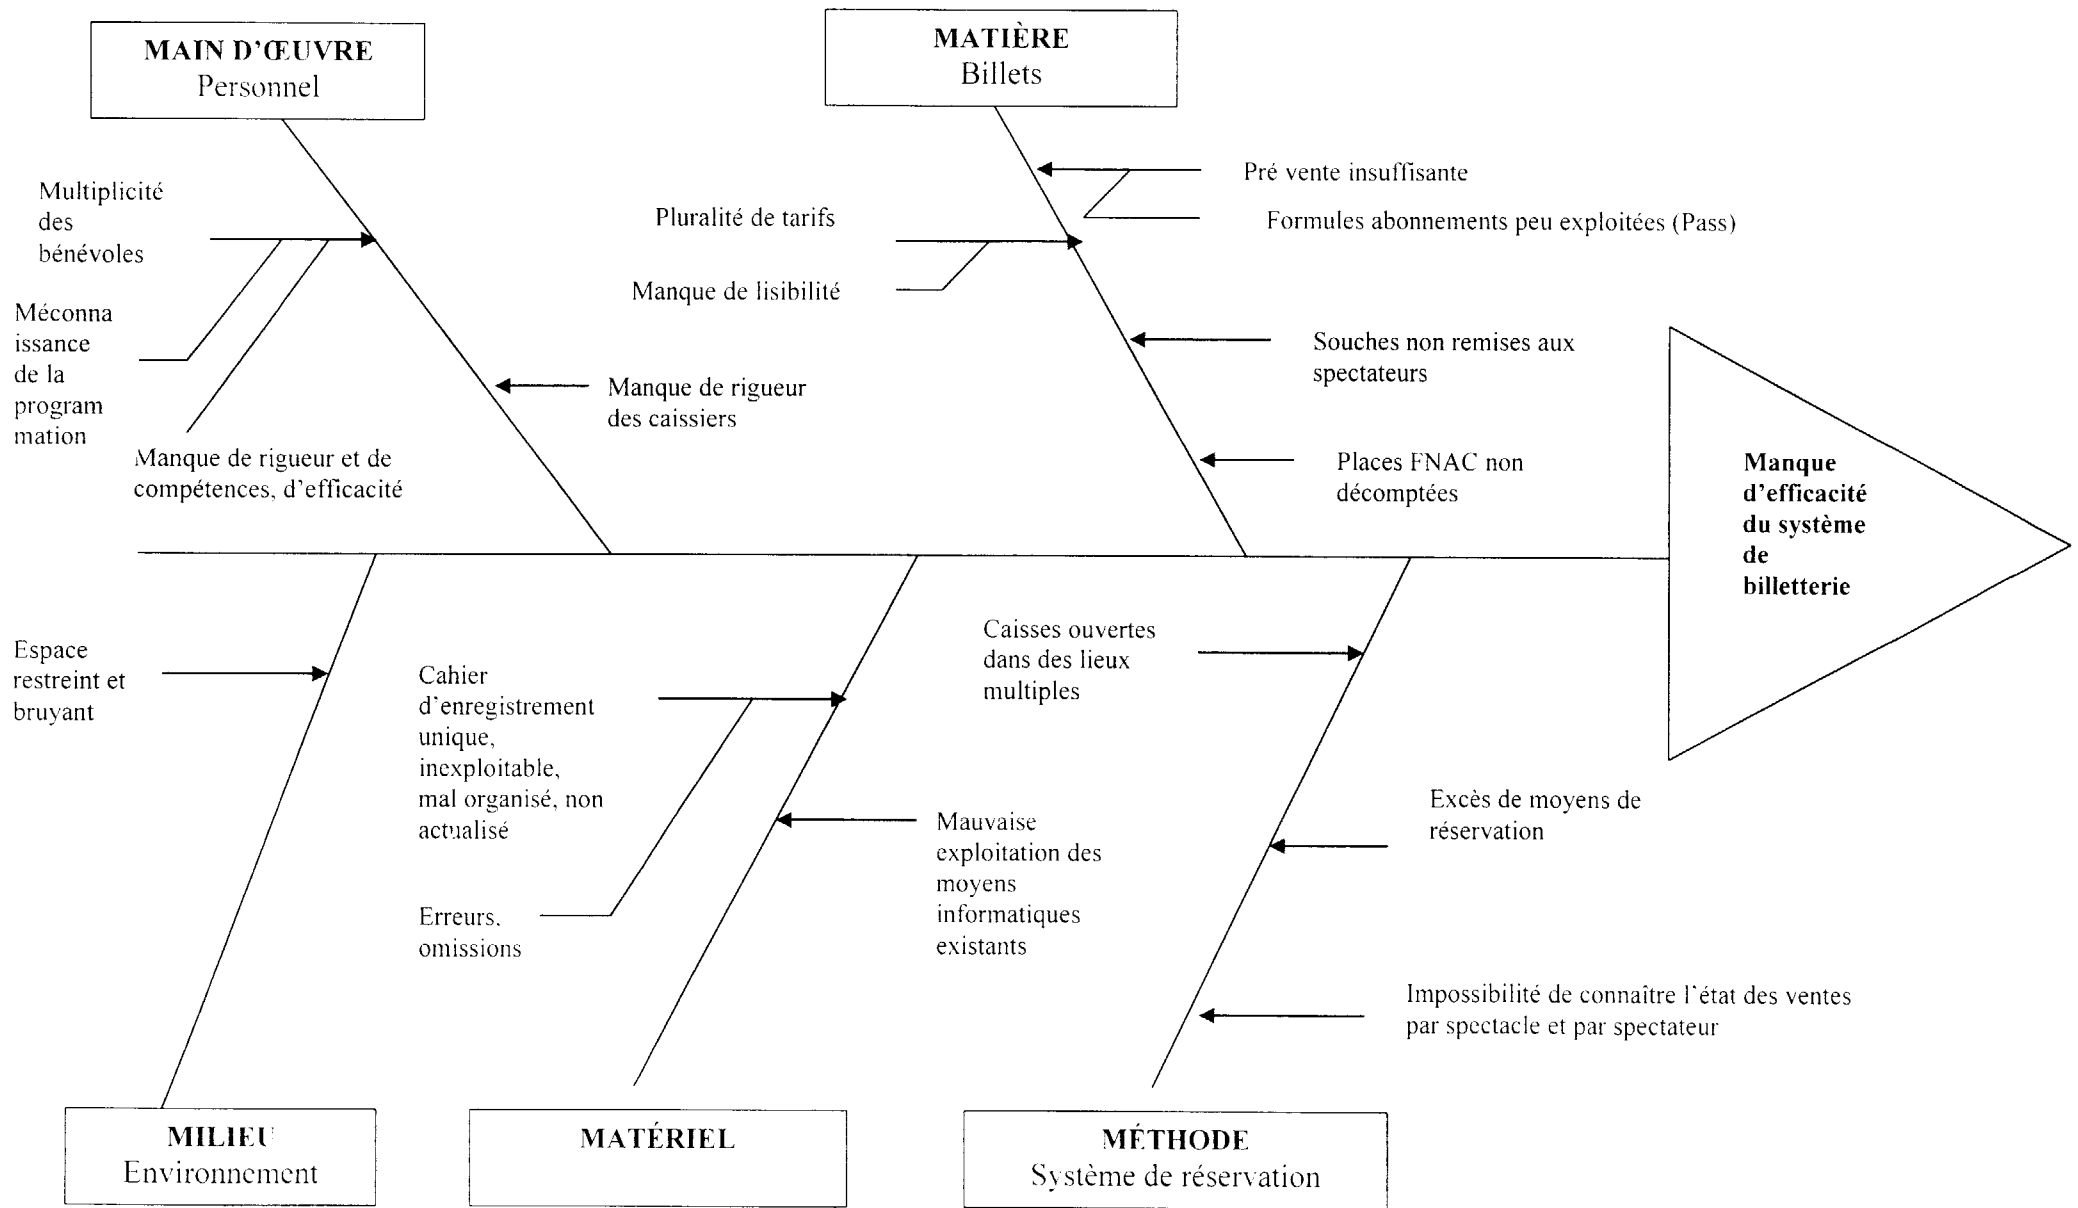 MAIN D'ŒUVRE
Personnel
MATIÈRE
Billets
Multiplicité
des
bénévoles
Méconna
issance
de la
program
mation
Manque de rigueur et de
compétences, d'efficacité
Manque de rigueur
des caissiers
Pluralité de tarifs
Manque de lisibilité
Pré vente insuffisante
Formules abonnements peu exploitées (Pass)
Souches non remises aux
spectateurs
Places FNAC non
décomptées
Manque
d'efficacité
du système
de
billetterie
Espace
restreint et
bruyant
Cahier
d'enregistrement
unique,
inexploitable,
mal organisé, non
actualisé
Erreurs,
omissions
Mauvaise
exploitation des
moyens
informatiques
existants
Caisses ouvertes
dans des lieux
multiples
Excès de moyens de
réservation
Impossibilité de connaître l'état des ventes
par spectacle et par spectateur
MILIEU
Environnement
MATÉRIEL
MÉTHODE
Système de réservation